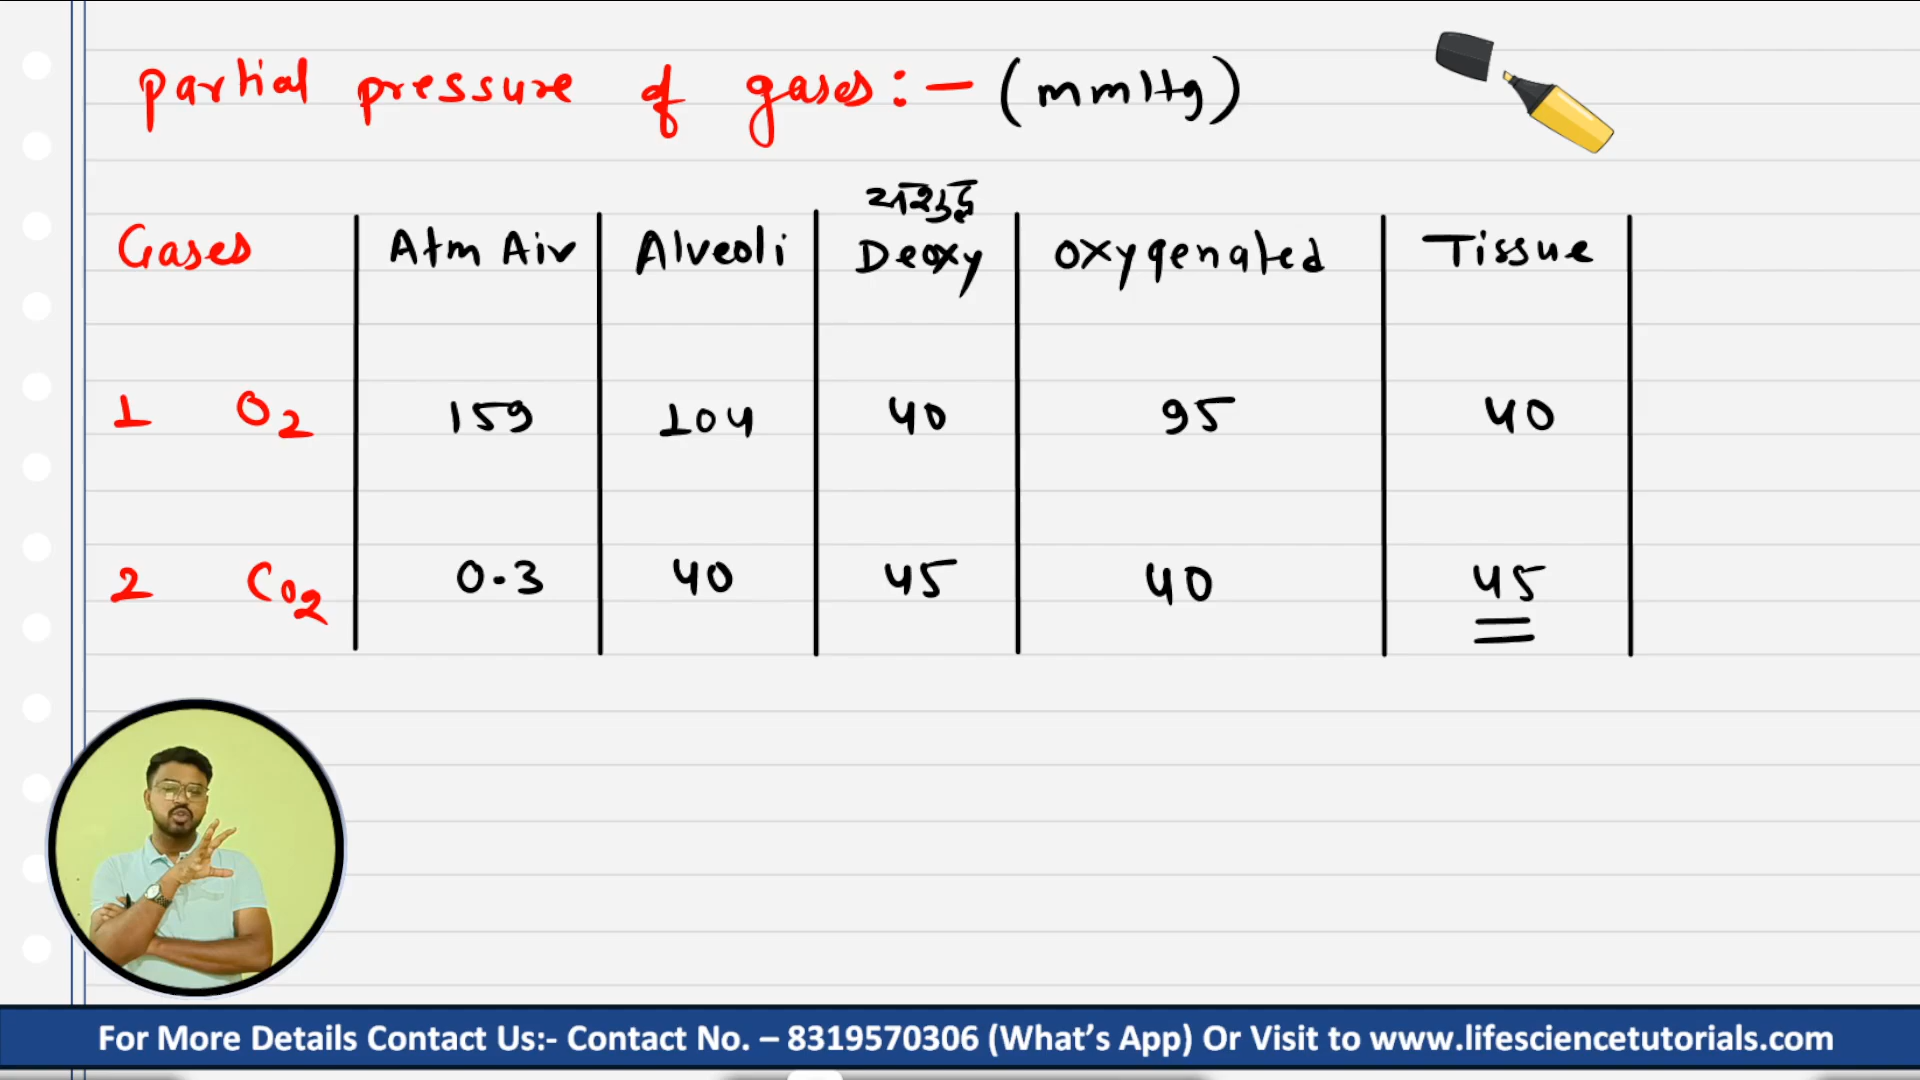 partial pressure of gases:- (mmHg)
Gases Atm Air Alveoli Deoxy oxygenated Tissue
1 O2 159 104 40 95 40
2 CO2 0.3 40 45 40 45
For More Details Contact Us:- Contact No. – 8319570306 (What's App) Or Visit to www.lifesciencetutorials.com